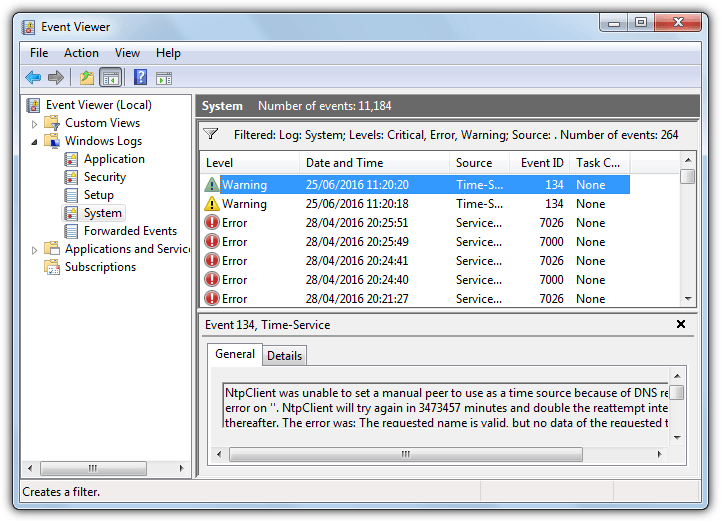 Event Viewer
File Action View Help
Event Viewer (Local)
Custom Views
Windows Logs
Application
Security
Setup
System
Forwarded Events
Applications and Service
Subscriptions
System Number of events: 11,184
Filtered: Log: System; Levels: Critical, Error, Warning; Source: . Number of events: 264
Level Date and Time Source Event ID Task C...
Warning 25/06/2016 11:20:20 Time-S... 134 None
Warning 25/06/2016 11:20:18 Time-S... 134 None
Error 28/04/2016 20:25:51 Service... 7026 None
Error 28/04/2016 20:25:49 Service... 7000 None
Error 28/04/2016 20:24:41 Service... 7026 None
Error 28/04/2016 20:24:40 Service... 7000 None
Error 28/04/2016 20:21:27 Service... 7026 None
Event 134, Time-Service
General Details
NtpClient was unable to set a manual peer to use as a time source because of DNS re
error on ''. NtpClient will try again in 3473457 minutes and double the reattempt inte
thereafter. The error was: The requested name is valid, but no data of the requested t
Creates a filter.